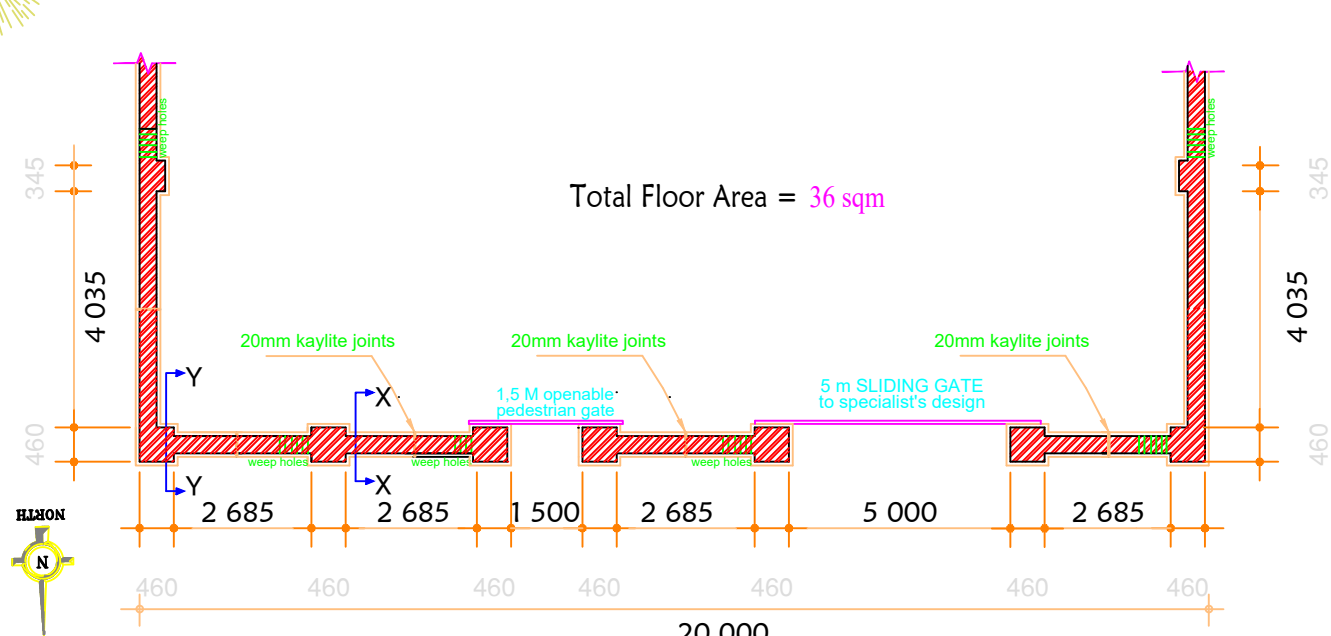 weep holes
weep holes
345
345
Total Floor Area = 36 sqm
4 035
4 035
20mm kaylite joints
20mm kaylite joints
20mm kaylite joints
Y
X
1,5 M openable
pedestrian gate
5 m SLIDING GATE
to specialist's design
460
460
weep holes
weep holes
weep holes
Y
X
2 685
2 685
1 500
2 685
5 000
2 685
NORTH
N
460
460
460
460
460
460
460
20 000